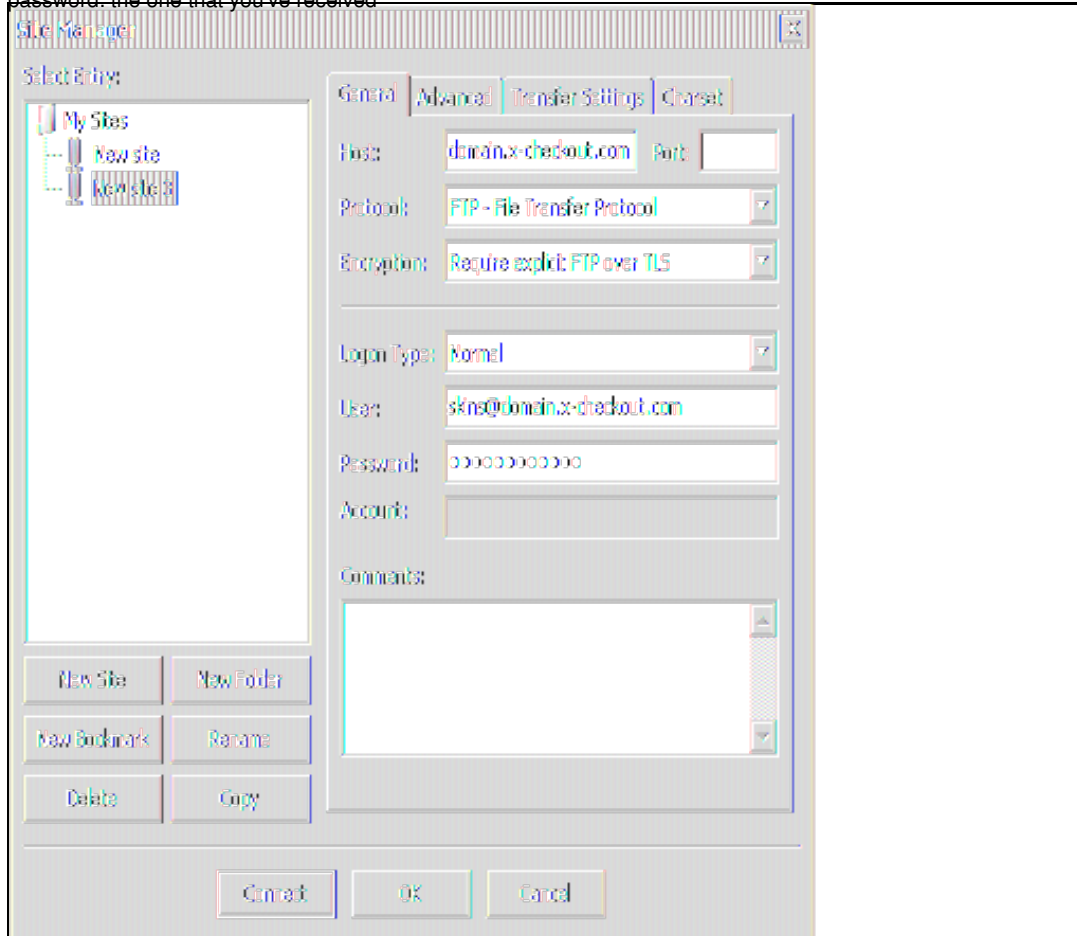 password: the one that you've received
Site Manager
Select Entry:
My Sites
New site
New site 3
General Advanced Transfer Settings Charset
Host: domain.x-checkout.com Port:
Protocol: FTP - File Transfer Protocol
Encryption: Require explicit FTP over TLS
Logon Type: Normal
User: skins@domain.x-checkout.com
Password:
Account:
Comments:
New Site New Folder
New Bookmark Rename
Delete Copy
Connect OK Cancel